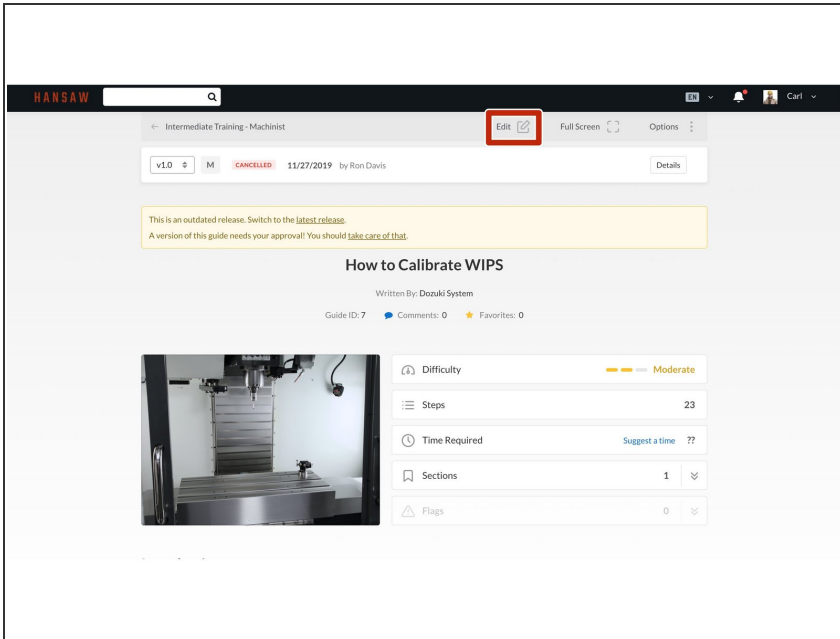 HANSAW EN Carl
Intermediate Training - Machinist Edit Full Screen Options
v1.0 M CANCELLED 11/27/2019 by Ron Davis Details
This is an outdated release. Switch to the latest release.
A version of this guide needs your approval! You should take care of that.
How to Calibrate WIPS
Written By: Dozuki System
Guide ID: 7 Comments: 0 Favorites: 0
Difficulty Moderate
Steps 23
Time Required Suggest a time ??
Sections 1
Flags 0